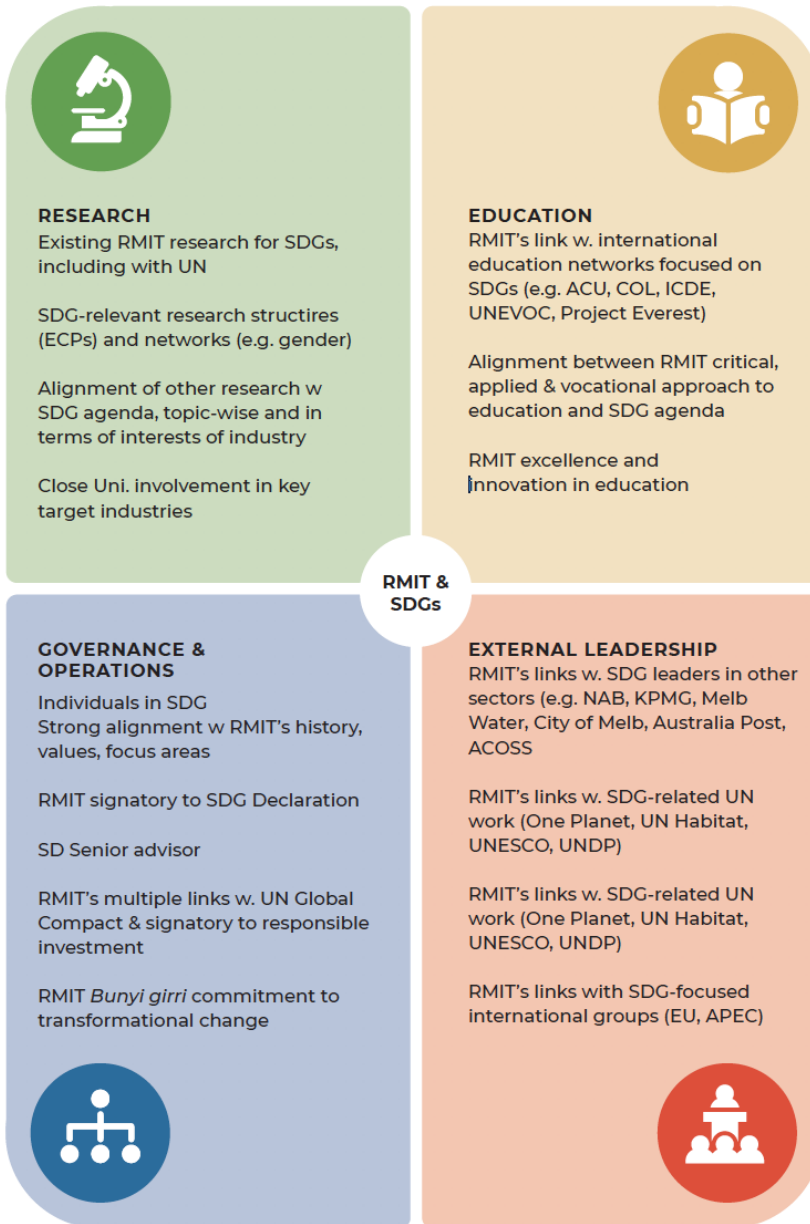 RESEARCH
Existing RMIT research for SDGs,
including with UN
SDG-relevant research structires
(ECPs) and networks (e.g. gender)
Alignment of other research w
SDG agenda, topic-wise and in
terms of interests of industry
Close Uni. involvement in key
target industries
EDUCATION
RMIT’s link w. international
education networks focused on
SDGs (e.g. ACU, COL, ICDE,
UNEVOC, Project Everest)
Alignment between RMIT critical,
applied & vocational approach to
education and SDG agenda
RMIT excellence and
innovation in education
RMIT &
SDGs
GOVERNANCE &
OPERATIONS
Individuals in SDG
Strong alignment w RMIT’s history,
values, focus areas
RMIT signatory to SDG Declaration
SD Senior advisor
RMIT’s multiple links w. UN Global
Compact & signatory to responsible
investment
RMIT Bunyi girri commitment to
transformational change
EXTERNAL LEADERSHIP
RMIT’s links w. SDG leaders in other
sectors (e.g. NAB, KPMG, Melb
Water, City of Melb, Australia Post,
ACOSS
RMIT’s links w. SDG-related UN
work (One Planet, UN Habitat,
UNESCO, UNDP)
RMIT’s links w. SDG-related UN
work (One Planet, UN Habitat,
UNESCO, UNDP)
RMIT’s links with SDG-focused
international groups (EU, APEC)